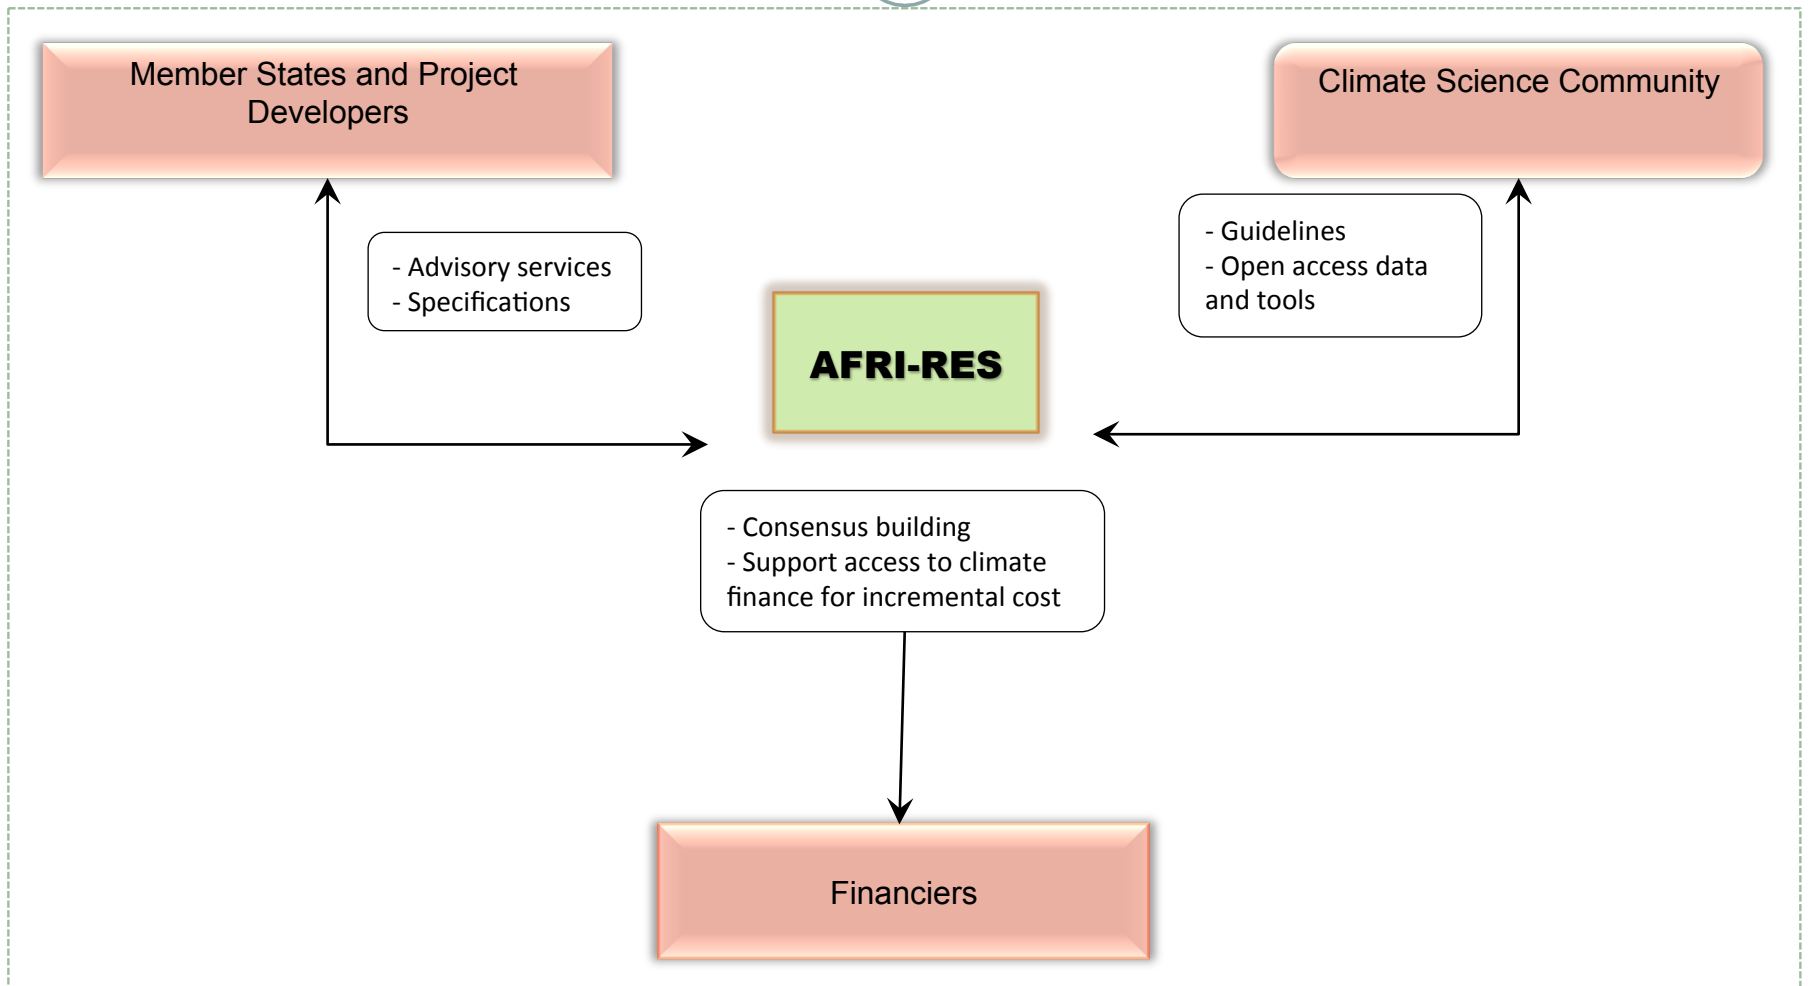 Member States and Project
Developers
Climate Science Community
- Advisory services
- Specifications
- Guidelines
- Open access data
and tools
AFRI-RES
- Consensus building
- Support access to climate
finance for incremental cost
Financiers